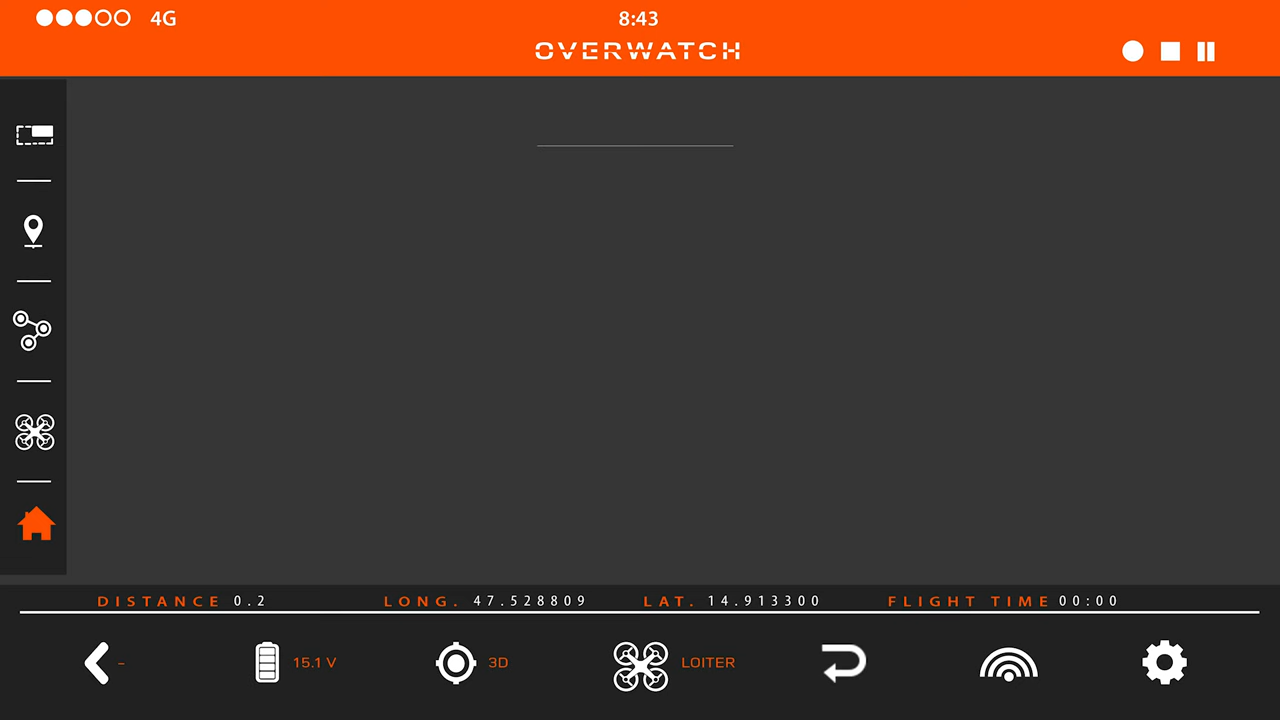 4G
8:43
OVERWATCH
DISTANCE 0.2 LONG. 47.528809 LAT. 14.913300 FLIGHT TIME 00:00
- 15.1 V 3D LOITER